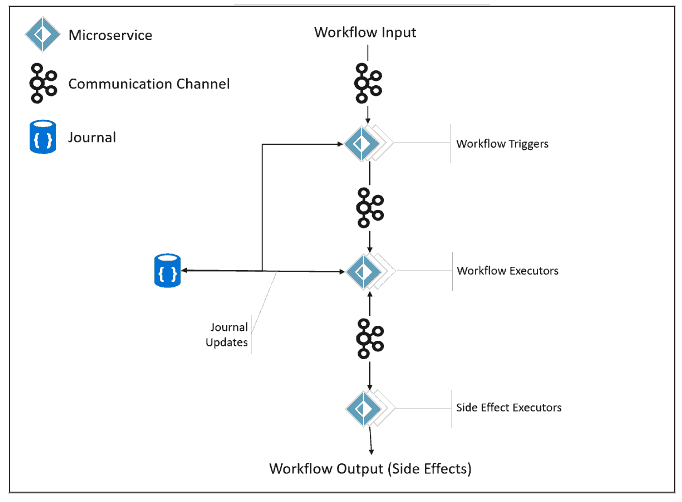 Microservice
Communication Channel
Journal
Workflow Input
Workflow Triggers
Workflow Executors
Journal
Updates
Side Effect Executors
Workflow Output (Side Effects)